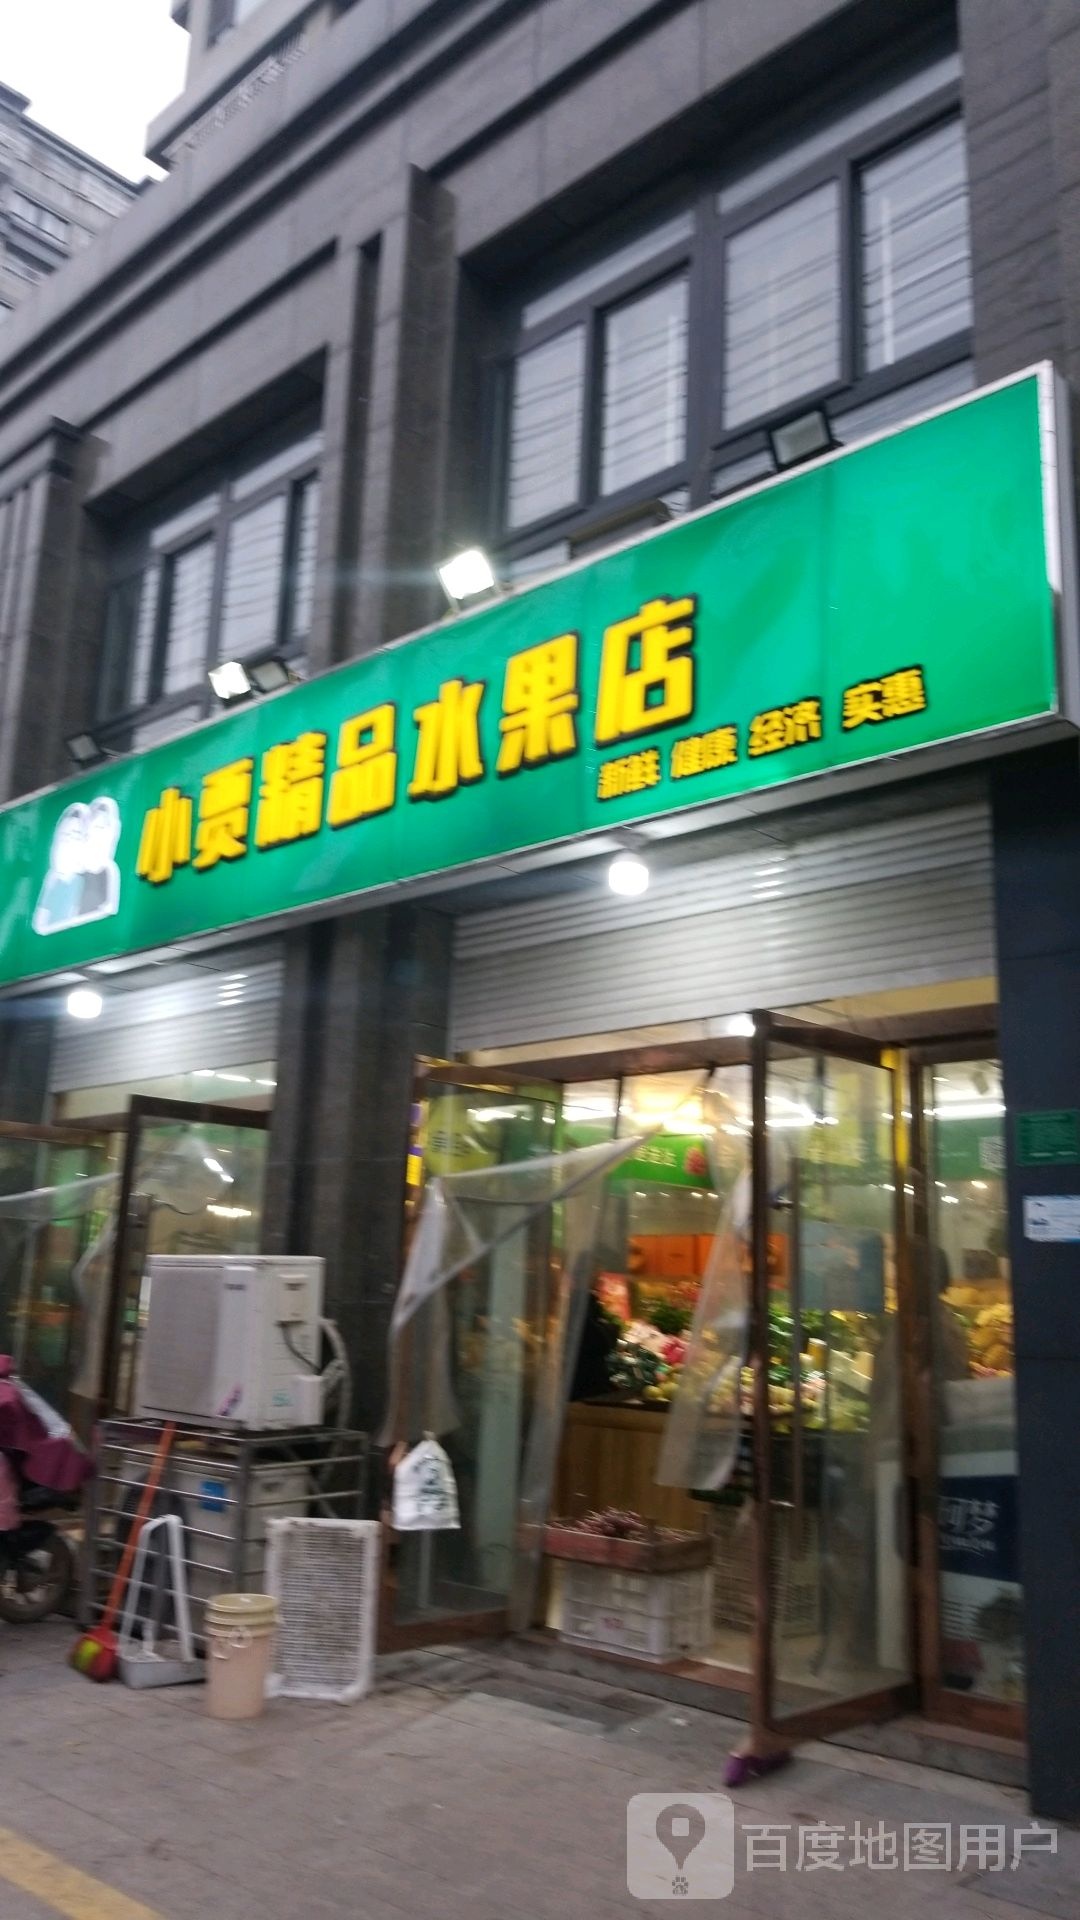 小贾精品水果店
新鲜 健康 经济 实惠
百度地图用户